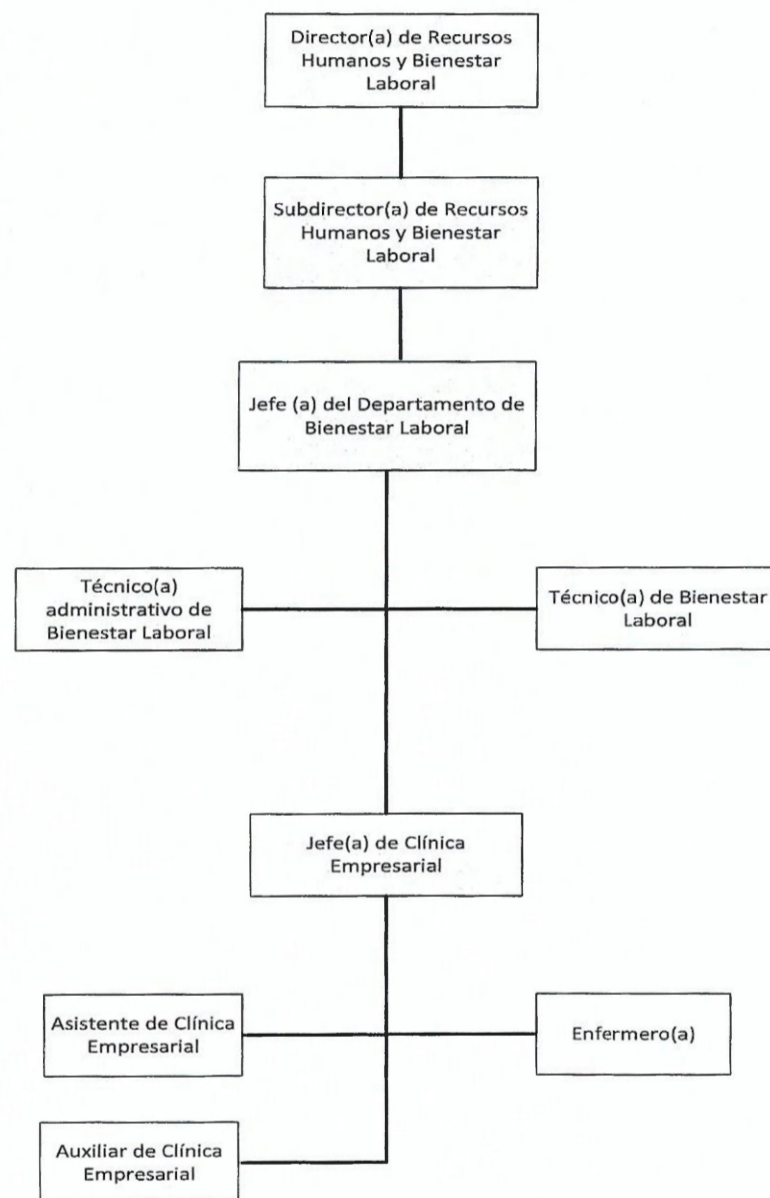 Director(a) de Recursos
Humanos y Bienestar
Laboral
Subdirector(a) de Recursos
Humanos y Bienestar
Laboral
Jefe (a) del Departamento de
Bienestar Laboral
Técnico(a)
administrativo de
Bienestar Laboral
Técnico(a) de Bienestar
Laboral
Jefe(a) de Clínica
Empresarial
Asistente de Clínica
Empresarial
Enfermero(a)
Auxiliar de Clínica
Empresarial